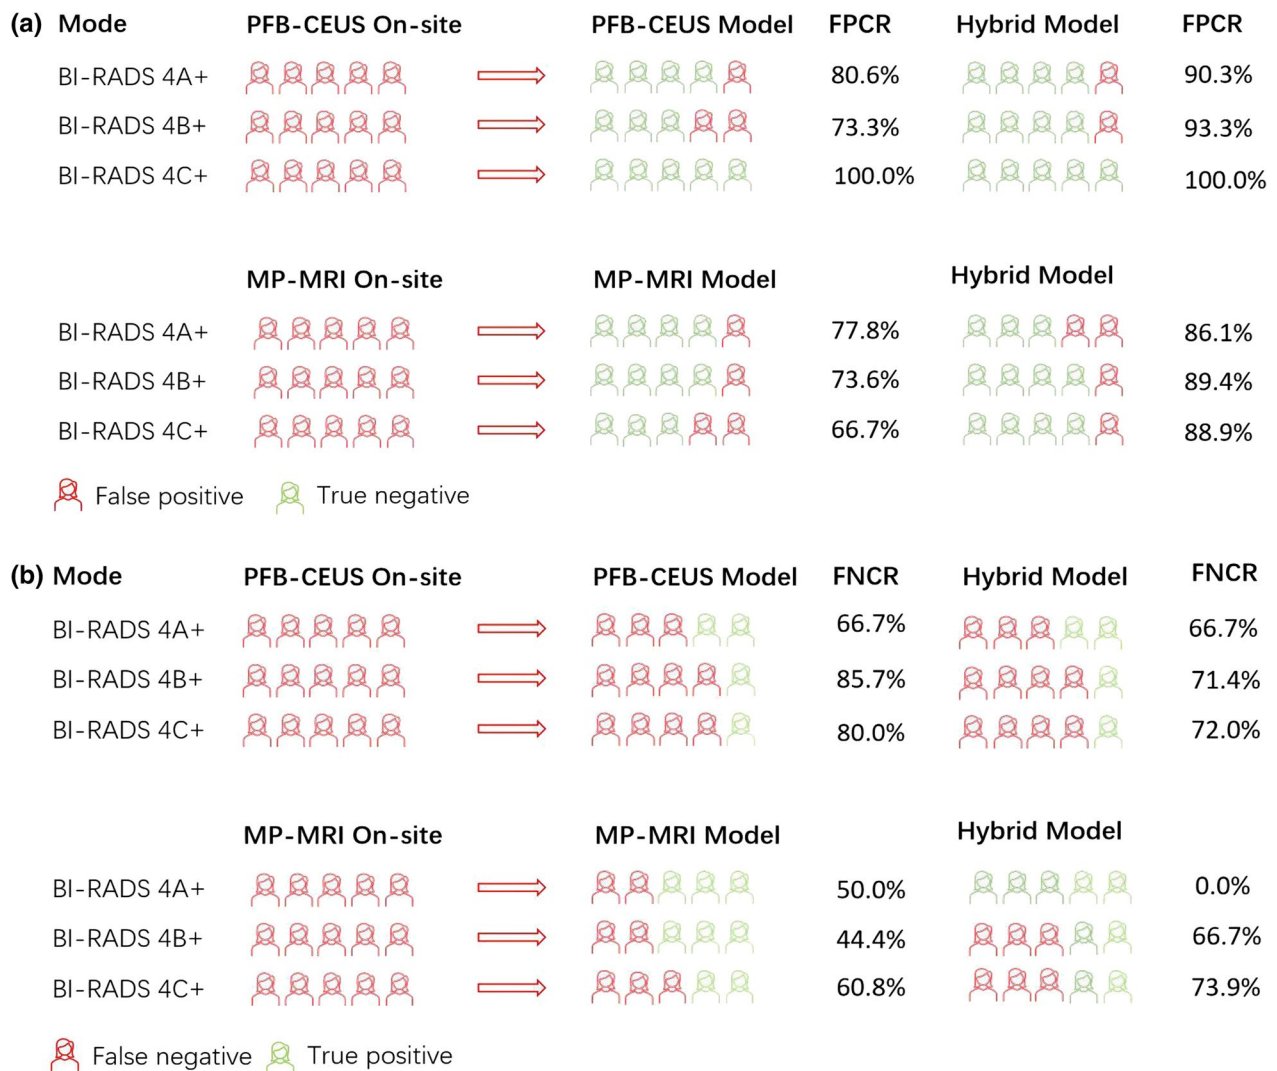 (a) Mode PFB-CEUS On-site PFB-CEUS Model FPCR Hybrid Model FPCR
BI-RADS 4A+ 80.6% 90.3%
BI-RADS 4B+ 73.3% 93.3%
BI-RADS 4C+ 100.0% 100.0%
MP-MRI On-site MP-MRI Model Hybrid Model
BI-RADS 4A+ 77.8% 86.1%
BI-RADS 4B+ 73.6% 89.4%
BI-RADS 4C+ 66.7% 88.9%
False positive True negative
(b) Mode PFB-CEUS On-site PFB-CEUS Model FNCR Hybrid Model FNCR
BI-RADS 4A+ 66.7% 66.7%
BI-RADS 4B+ 85.7% 71.4%
BI-RADS 4C+ 80.0% 72.0%
MP-MRI On-site MP-MRI Model Hybrid Model
BI-RADS 4A+ 50.0% 0.0%
BI-RADS 4B+ 44.4% 66.7%
BI-RADS 4C+ 60.8% 73.9%
False negative True positive